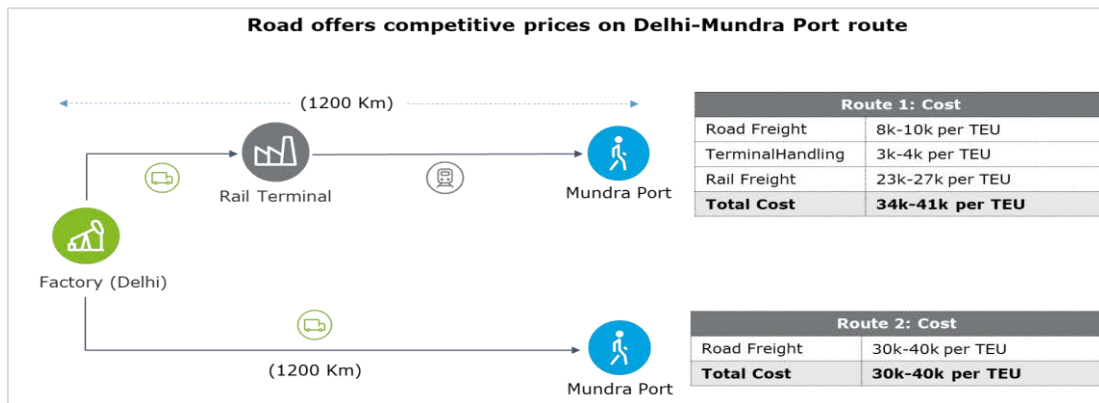 Road offers competitive prices on Delhi-Mundra Port route
(1200 Km)
Rail Terminal
Mundra Port
Factory (Delhi)
(1200 Km)
Mundra Port
Route 1: Cost
Road Freight 8k-10k per TEU
TerminalHandling 3k-4k per TEU
Rail Freight 23k-27k per TEU
Total Cost 34k-41k per TEU
Route 2: Cost
Road Freight 30k-40k per TEU
Total Cost 30k-40k per TEU